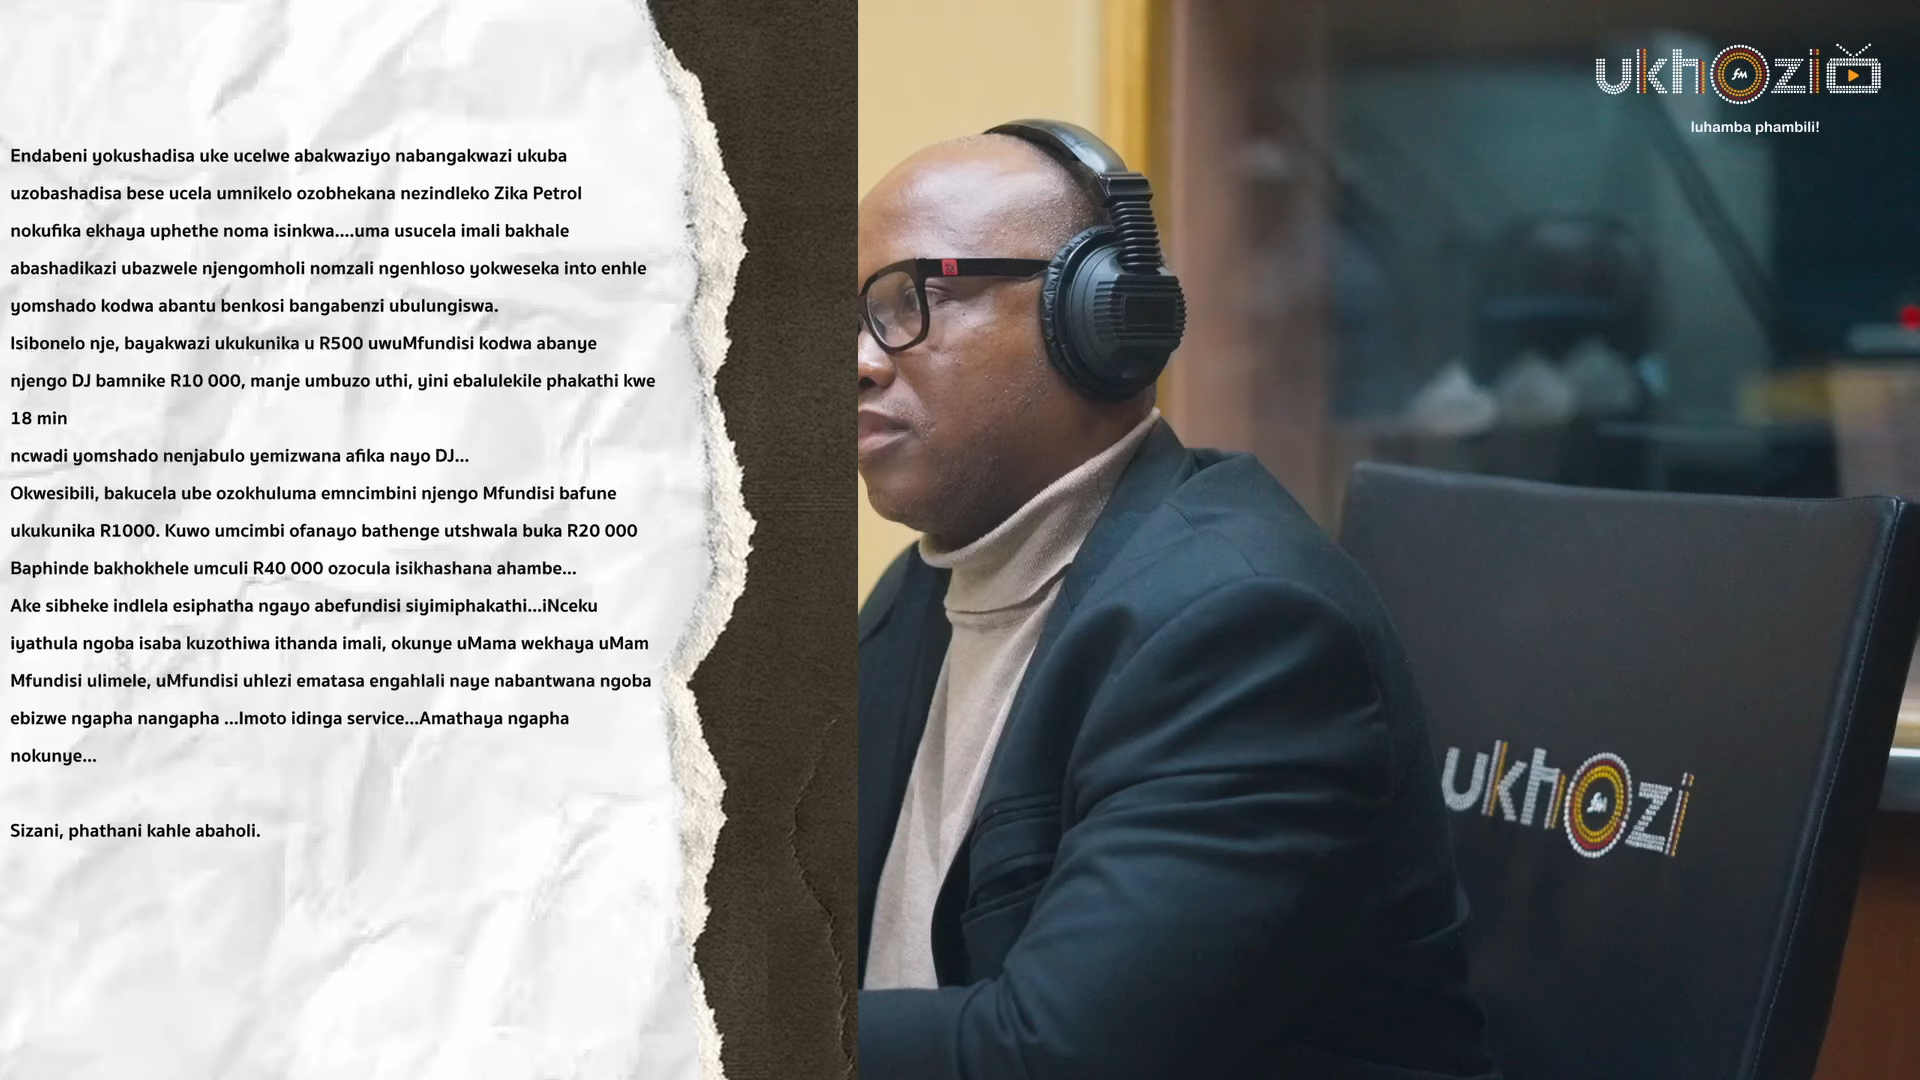 Endabeni yokushadisa uke ucelwe abakwaziyo nabangakwazi ukuba
uzobashadisa bese ucela umnikelo ozobhekana nezindleko Zika Petrol
nokufika ekhaya uphethe noma isinkwa....uma usucela imali bakhale
abashadikazi ubazwele njengomholi nomzali ngenhloso yokweseka into enhle
yomshado kodwa abantu benkosi bangabenzi ubulungiswa.
Isibonelo nje, bayakwazi ukukunika u R500 uwuMfundisi kodwa abanye
njengo DJ bamnike R10 000, manje umbuzo uthi, yini ebalulekile phakathi kwe
18 min
ncwadi yomshado nenjabulo yemizwana afika nayo DJ...
Okwesibili, bakucela ube ozokhuluma emncimbini njengo Mfundisi bafune
ukukunika R1000. Kuwo umcimbi ofanayo bathenge utshwala buka R20 000
Baphinde bakhokhele umculi R40 000 ozocula isikhashana ahambe...
Ake sibheke indlela esiphatha ngayo abefundisi siyimiphakathi...iNceku
iyathula ngoba isaba kuzothiwa ithanda imali, okunye uMama wekhaya uMam
Mfundisi ulimele, uMfundisi uhlezi ematasa engahlali naye nabantwana ngoba
ebizwe ngapha nangapha ...Imoto idinga service...Amathaya ngapha
nokunye...
Sizani, phathani kahle abaholi.
ukhOzi
fm
luhamba phambili!
ukhOzi
fm